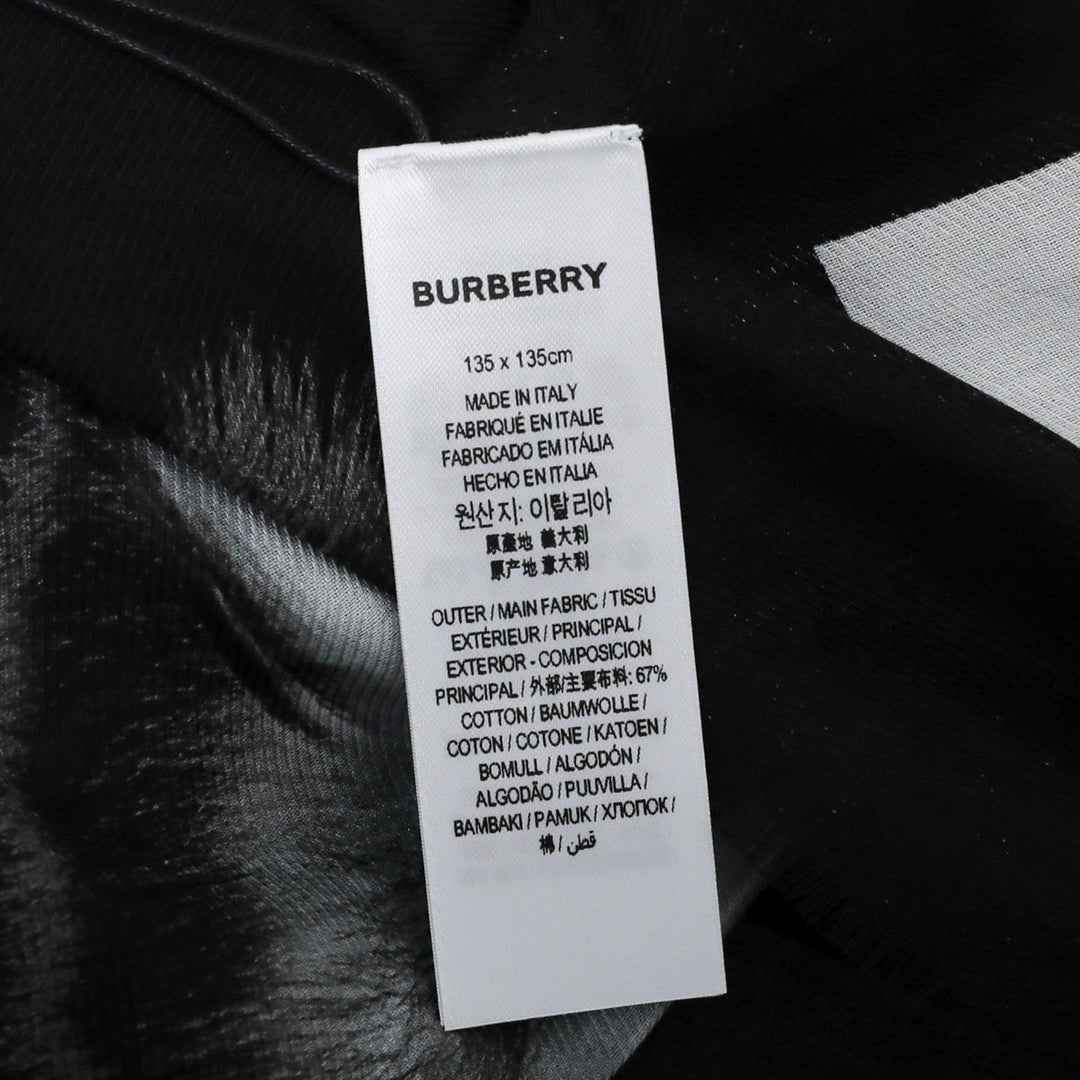 BURBERRY
135 x 135cm
MADE IN ITALY
FABRIQUÉ EN ITALIE
FABRICADO EM ITÁLIA
HECHO EN ITALIA
원산지: 이탈리아
原產地 義大利
原产地 意大利
OUTER / MAIN FABRIC / TISSU
EXTÉRIEUR / PRINCIPAL /
EXTERIOR - COMPOSICION
PRINCIPAL / 外部/主要布料: 67%
COTTON / BAUMWOLLE /
COTON / COTONE / KATOEN /
BOMULL / ALGODÓN /
ALGODÃO / PUUVILLA /
BAMBAKI / PAMUK / ХЛОПОК /
棉 / قطن